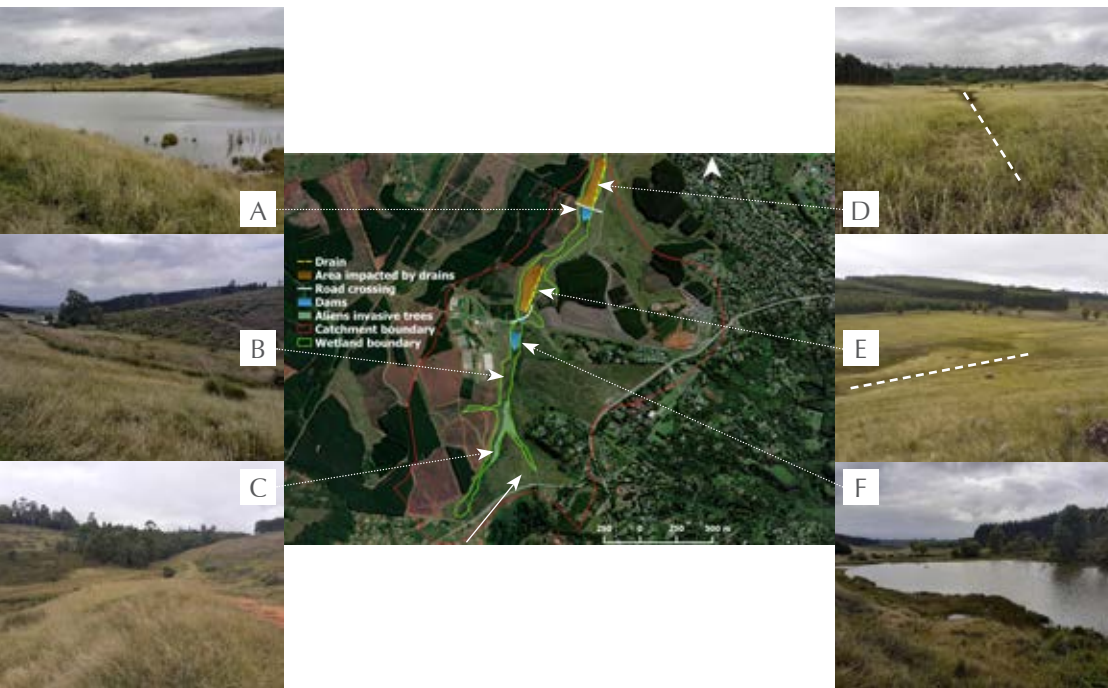 A
D
Drain
Area impacted by drains
Road crossing
Dams
Aliens invasive trees
Catchment boundary
Wetland boundary
B
E
C
F
250 0 250 500 m